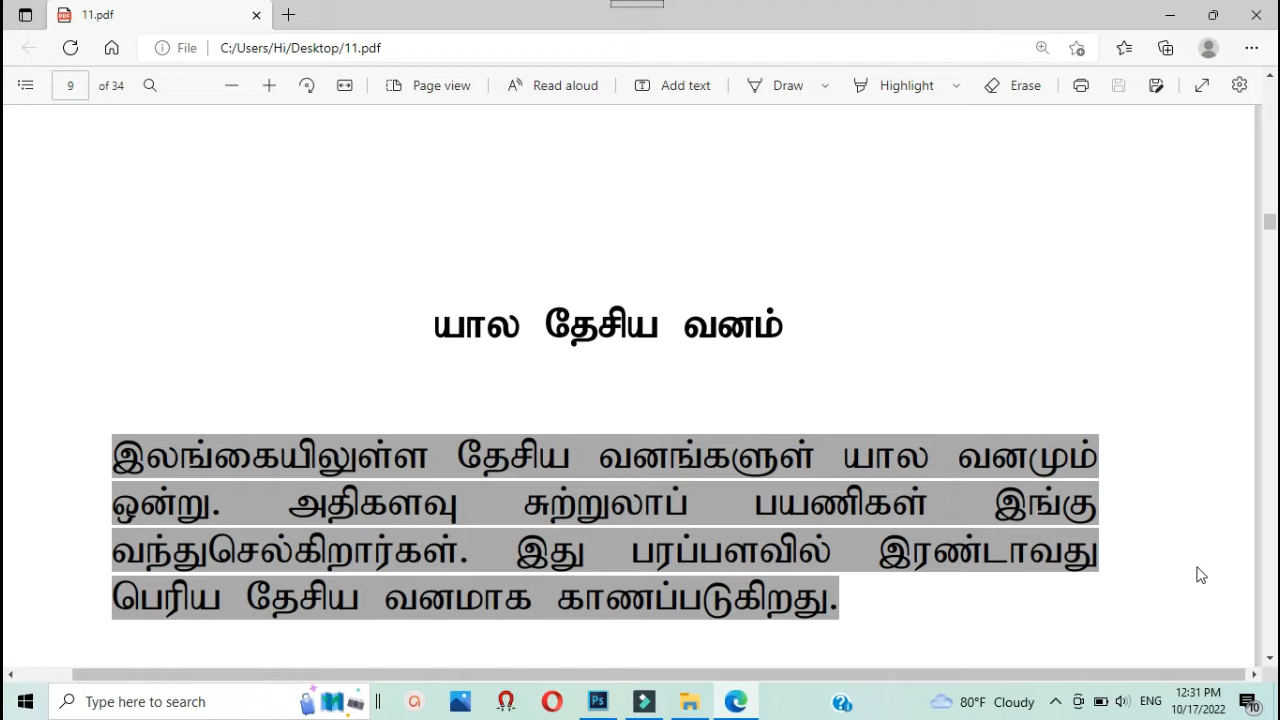 11.pdf
File C:/Users/Hi/Desktop/11.pdf
9 of 34 Page view Read aloud Add text Draw Highlight Erase
யால தேசிய வனம்
இலங்கையிலுள்ள தேசிய வனங்களுள் யால வனமும்
ஒன்று. அதிகளவு சுற்றுலாப் பயணிகள் இங்கு
வந்துசெல்கிறார்கள். இது பரப்பளவில் இரண்டாவது
பெரிய தேசிய வனமாக காணப்படுகிறது.
Type here to search 80°F Cloudy ENG 12:31 PM
10/17/2022 10